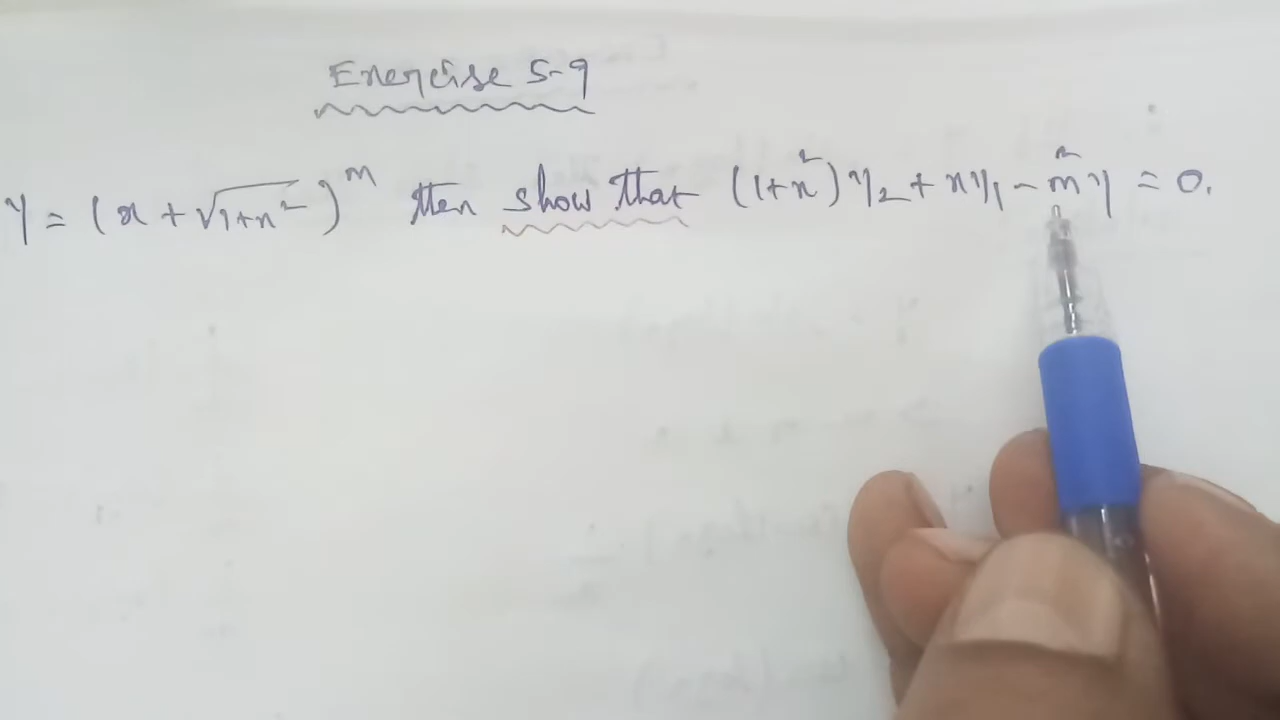 Exercise 5-9
y = (x + √1+x²)^m then show that (1+x²)y₂ + xy₁ - m²y = 0.